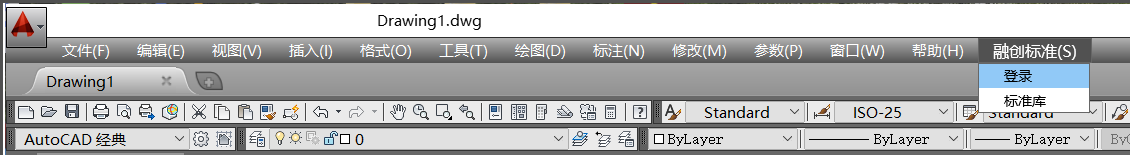 Drawing1.dwg
文件(F) 编辑(E) 视图(V) 插入(I) 格式(O) 工具(T) 绘图(D) 标注(N) 修改(M) 参数(P) 窗口(W) 帮助(H) 融创标准(S)
Drawing1
登录
标准库
Standard ISO-25 Standard
AutoCAD 经典 0 ByLayer ByLayer ByLayer